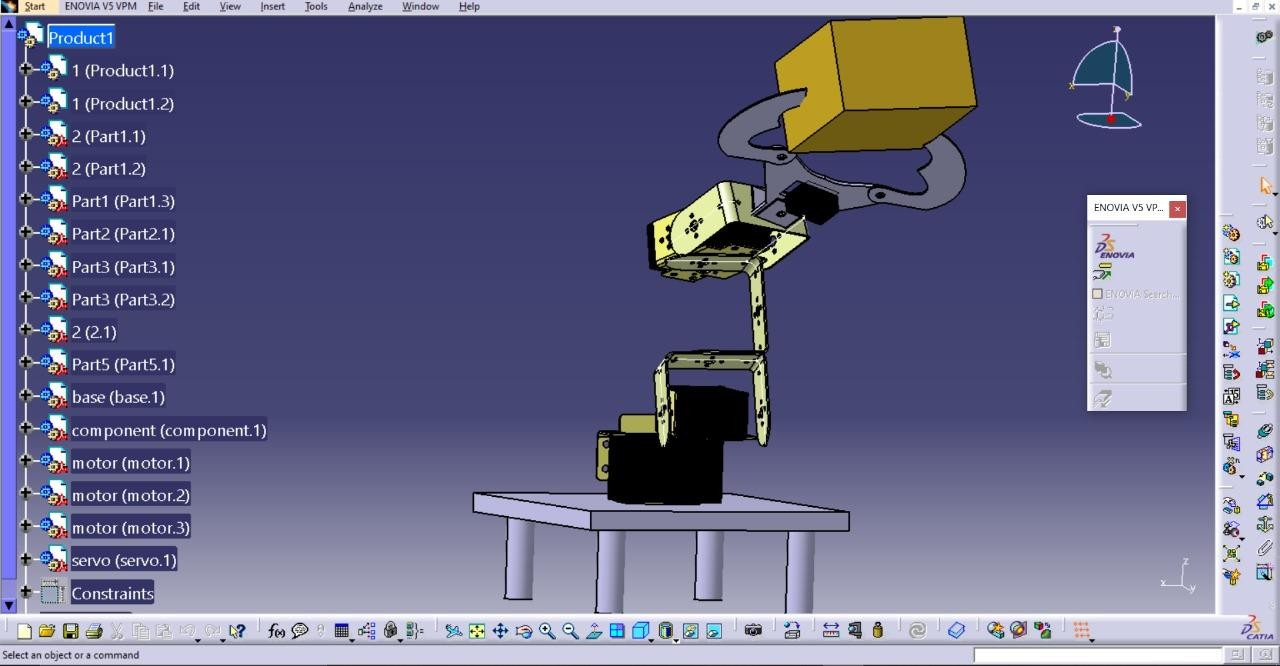 Start ENOVIA V5 VPM File Edit View Insert Tools Analyze Window Help
Product1
1 (Product1.1)
1 (Product1.2)
2 (Part1.1)
2 (Part1.2)
Part1 (Part1.3)
Part2 (Part2.1)
Part3 (Part3.1)
Part3 (Part3.2)
2 (2.1)
Part5 (Part5.1)
base (base.1)
component (component.1)
motor (motor.1)
motor (motor.2)
motor (motor.3)
servo (servo.1)
Constraints
z
x
y
ENOVIA V5 VP...
ENOVIA
ENOVIA Search...
z
x
y
f(x)
CATIA
Select an object or a command